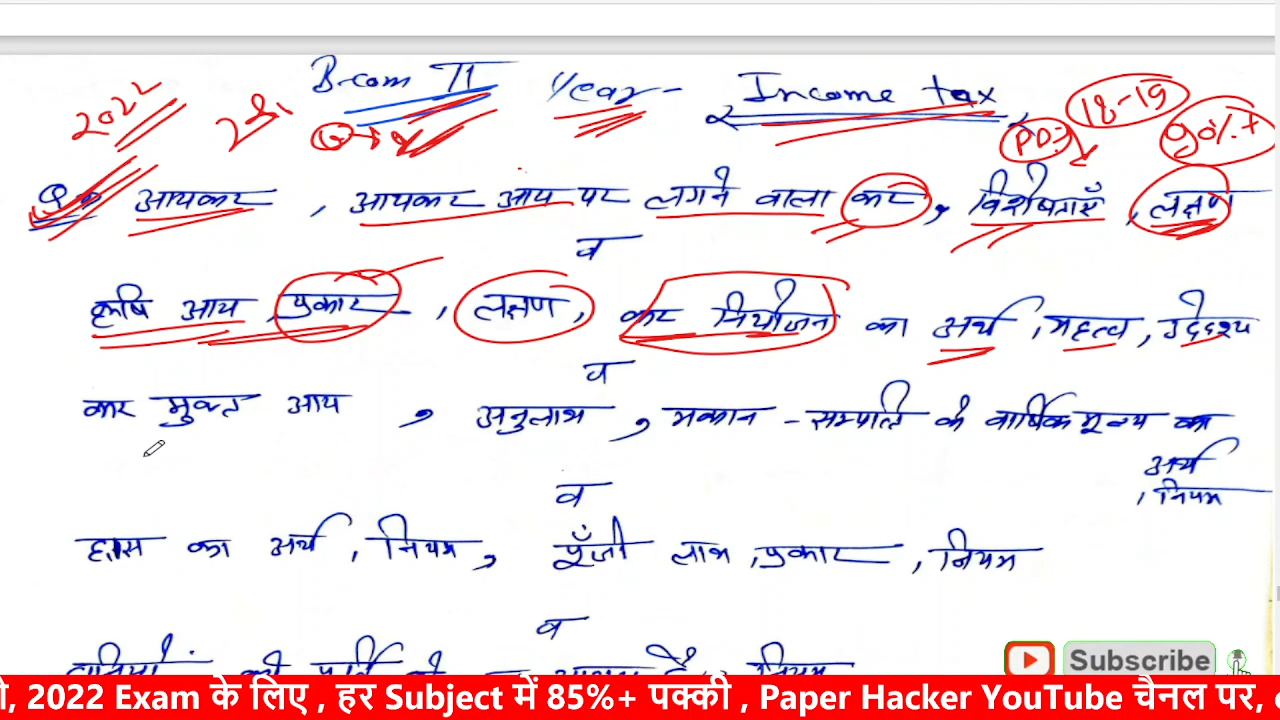 B.com II Year - Income tax
2022
18-19
90%+
Q आयकर , आयकर आय पर लगने वाला कर , विशेषताएँ , लक्षण
व
कृषि आय प्रकार , लक्षण , कर नियोजन का अर्थ , महत्व , उद्देश्य
व
कर मुक्त आय , अनुलाभ , मकान - सम्पत्ति के वार्षिक मूल्य का
अर्थ
, नियम
व
ह्रास का अर्थ , नियम , पूँजी लाभ , प्रकार , नियम
व
नियम
Subscribe
2022 Exam के लिए , हर Subject में 85%+ पक्की , Paper Hacker YouTube चैनल पर,